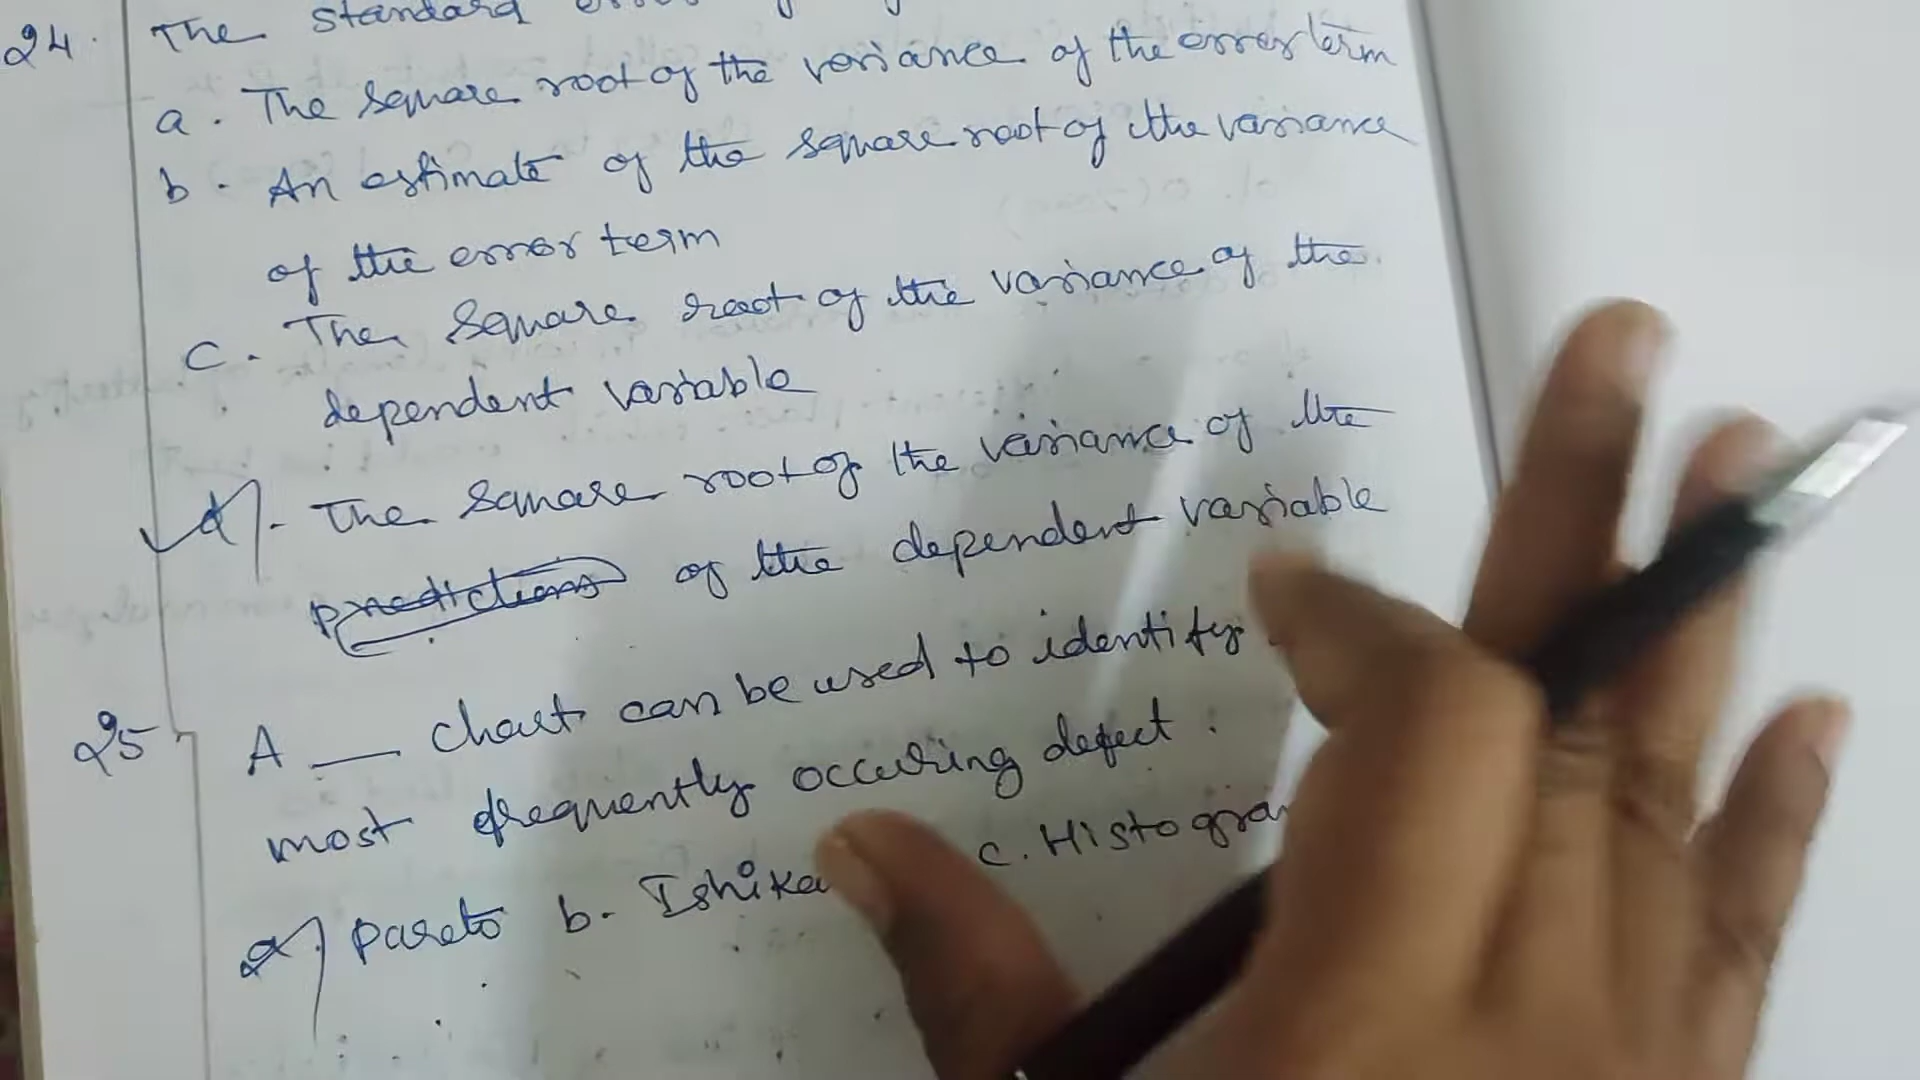 24. The standard
a. The square root of the variance of the error term
b. An estimate of the square root of the variance
of the error term
c. The square root of the variance of the
dependent variable
d. The square root of the variance of the
predictions of the dependent variable
25 A __ chart can be used to identify
most frequently occuring defect.
a Pareto b. Ishika c. Histogra